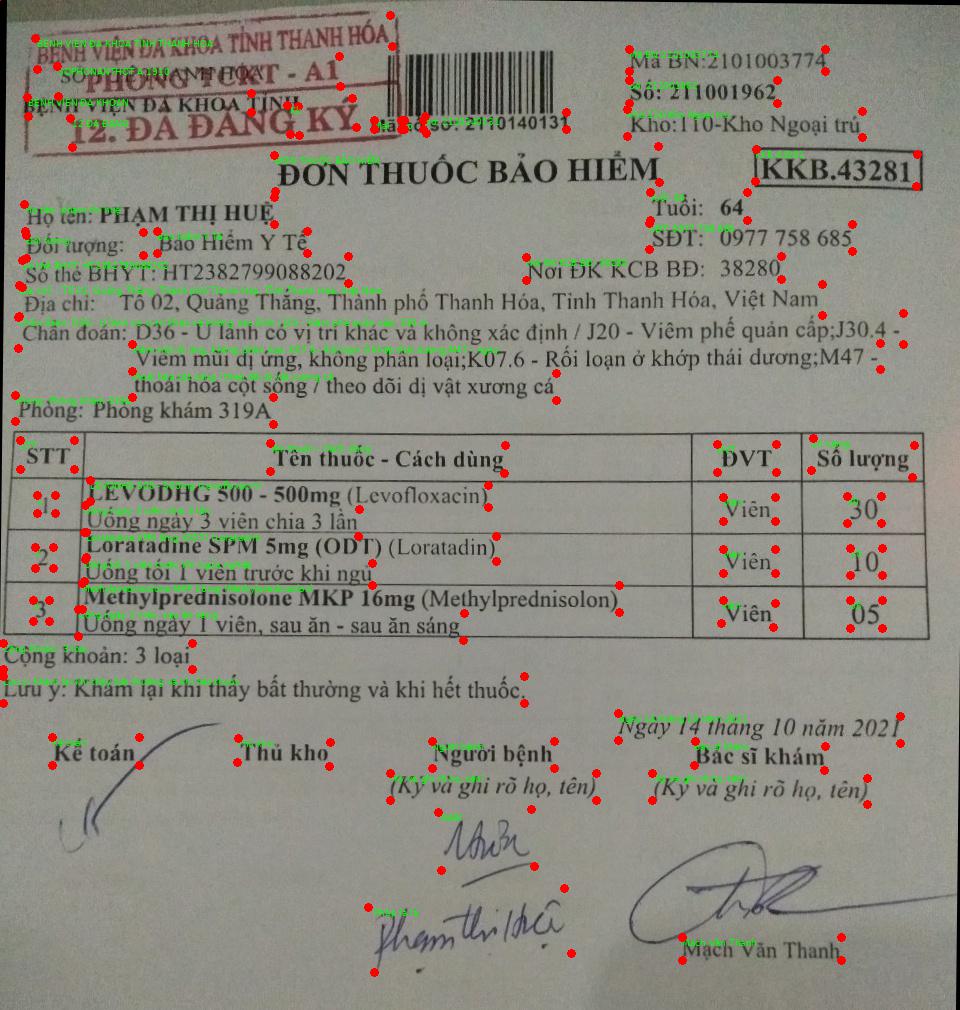 BỆNH VIỆN ĐA KHOA TỈNH THANH HÓA
SỞ Y TẾ THANH HÓA
PHÒNG TCRT - A1
BỆNH VIỆN ĐA KHOA TỈNH
12. ĐÃ ĐĂNG KÝ
Mã số số: 2110140131
Mã BN:2101003774
Số: 211001962
Kho:110-Kho Ngoại trú
ĐƠN THUỐC BẢO HIỂM
KKB.43281
Họ tên: PHẠM THỊ HUỆ
Tuổi: 64
Đối tượng: Bảo Hiểm Y Tế
SĐT: 0977 758 685
Số thẻ BHYT: HT2382799088202
Nơi ĐK KCB BĐ: 38280
Địa chỉ: Tổ 02, Quảng Thắng, Thành phố Thanh Hóa, Tỉnh Thanh Hóa, Việt Nam
Chẩn đoán: D36 - U lành có vị trí khác và không xác định / J20 - Viêm phế quản cấp;J30.4 -
Viêm mũi dị ứng, không phân loại;K07.6 - Rối loạn ở khớp thái dương;M47 -
thoái hóa cột sống / theo dõi dị vật xương cá
Phòng: Phòng khám 319A
STT Tên thuốc - Cách dùng ĐVT Số lượng
1 LEVODHG 500 - 500mg (Levofloxacin) Viên 30
Uống ngày 3 viên chia 3 lần
2 Loratadine SPM 5mg (ODT) (Loratadin) Viên 10
Uống tối 1 viên trước khi ngủ
3 Methylprednisolone MKP 16mg (Methylprednisolon) Viên 05
Uống ngày 1 viên, sau ăn - sau ăn sáng
Cộng khoản: 3 loại
Lưu ý: Khám lại khi thấy bất thường và khi hết thuốc.
Ngày 14 tháng 10 năm 2021
Kế toán Thủ kho Người bệnh Bác sĩ khám
(Ký và ghi rõ họ, tên) (Ký và ghi rõ họ, tên)
Phạm Thị Huệ
Mạch Văn Thanh